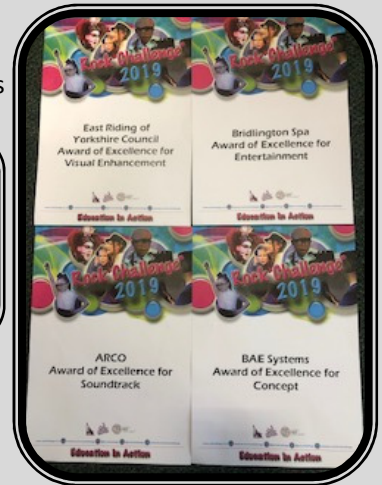 s
Rock Challenge
2019
East Riding of
Yorkshire Council
Award of Excellence for
Visual Enhancement
Education In Action
Rock Challenge
2019
Bridlington Spa
Award of Excellence for
Entertainment
Education In Action
Rock Challenge
2019
ARCO
Award of Excellence for
Soundtrack
Education In Action
Rock Challenge
2019
BAE Systems
Award of Excellence for
Concept
Education In Action